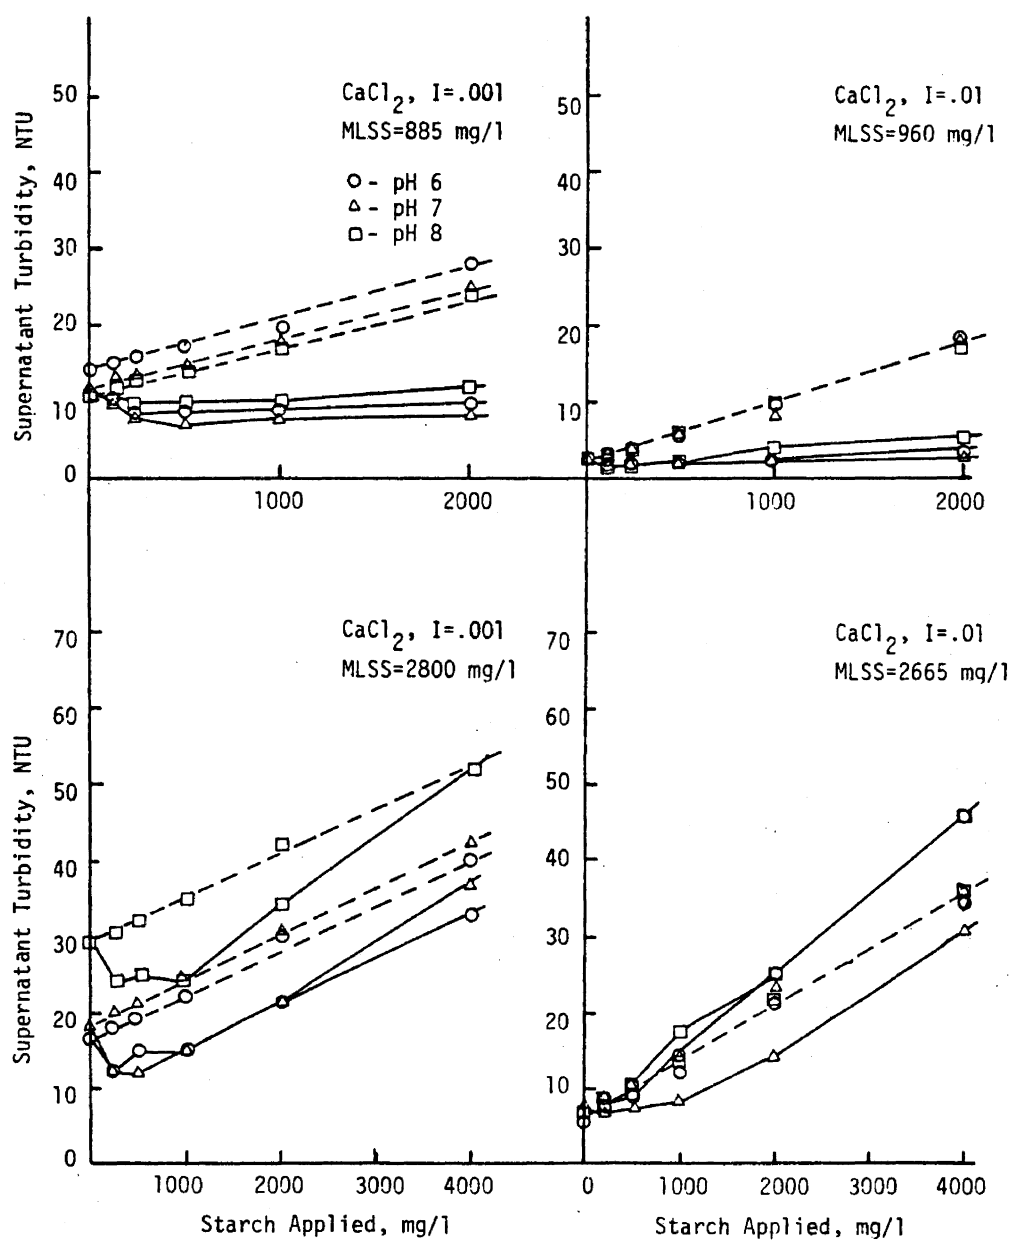 CaCl2, I=.001
MLSS=885 mg/l
○ - pH 6
△ - pH 7
□ - pH 8
Supernatant Turbidity, NTU
50
40
30
20
10
0
1000
2000
CaCl2, I=.01
MLSS=960 mg/l
50
40
30
20
10
1000
2000
CaCl2, I=.001
MLSS=2800 mg/l
Supernatant Turbidity, NTU
70
60
50
40
30
20
10
0
1000
2000
3000
4000
Starch Applied, mg/l
CaCl2, I=.01
MLSS=2665 mg/l
70
60
50
40
30
20
10
0
1000
2000
3000
4000
Starch Applied, mg/l